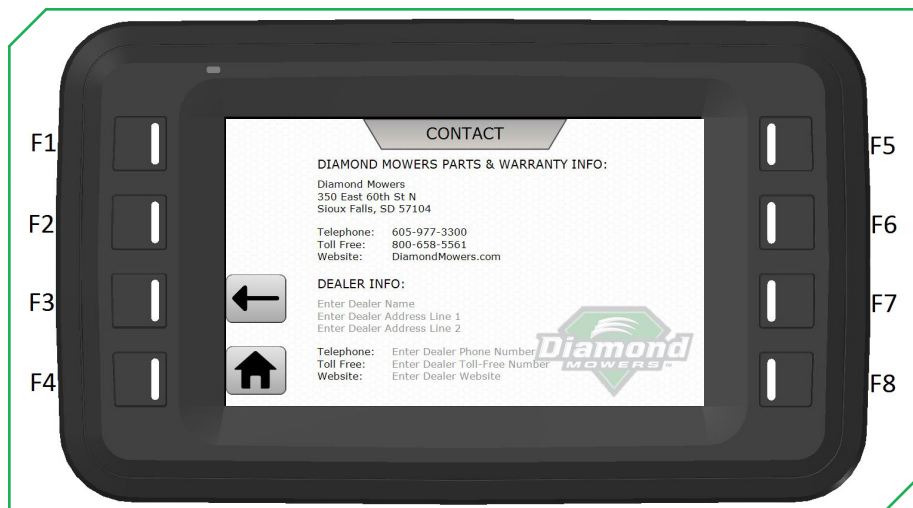 CONTACT
F1
F5
DIAMOND MOWERS PARTS & WARRANTY INFO:
Diamond Mowers
350 East 60th St N
Sioux Falls, SD 57104
F2
F6
Telephone: 605-977-3300
Toll Free: 800-658-5561
Website: DiamondMowers.com
DEALER INFO:
F3
F7
Enter Dealer Name
Enter Dealer Address Line 1
Enter Dealer Address Line 2
Telephone: Enter Dealer Phone Number
Toll Free: Enter Dealer Toll-Free Number
Website: Enter Dealer Website
Diamond
MOWERS™
F4
F8